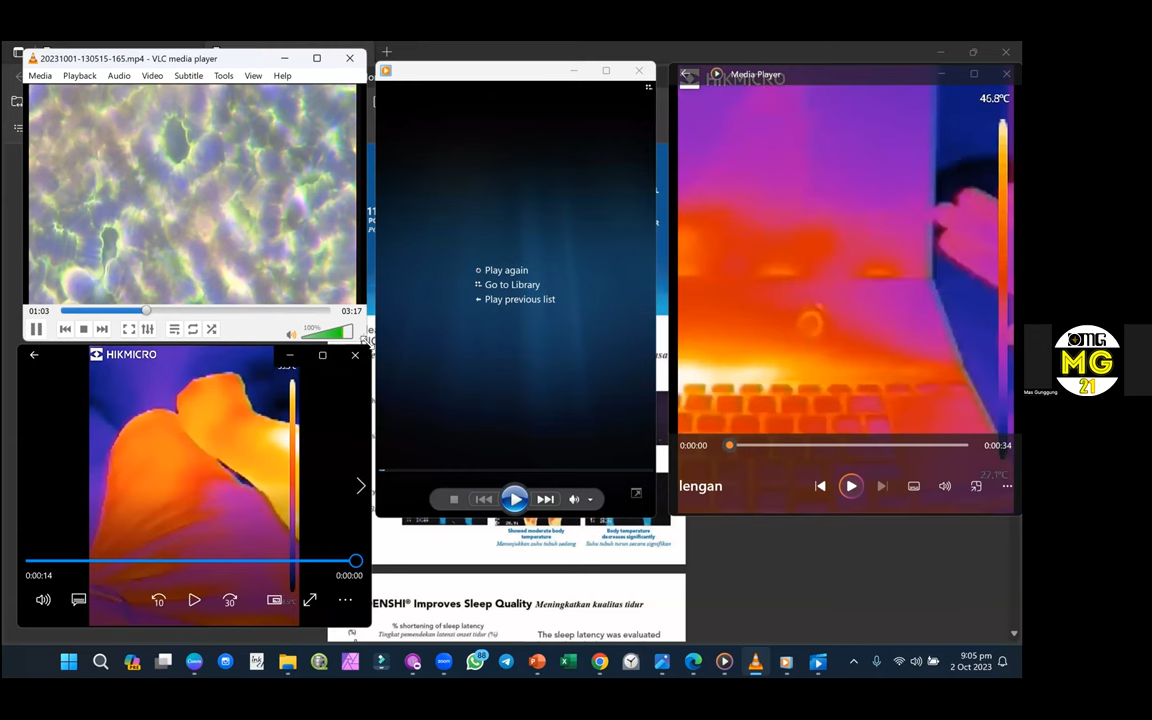 20231001-130515-165.mp4 - VLC media player
Media Playback Audio Video Subtitle Tools View Help
01:03
03:17
100%
HIKMICRO
0:00:14
0:00:00
10
30
Play again
Go to Library
Play previous list
Media Player
HIKMICRO
46.8°C
0:00:00
0:00:34
27.1°C
lengan
Showed moderate body
temperature
Menunjukkan suhu tubuh sedang
Body temperature
decreases significantly
Suhu tubuh turun secara signifikan
ENSHI® Improves Sleep Quality Meningkatkan kualitas tidur
% shortening of sleep latency
Tingkat pemendekan latensi onset tidur (%)
(%)
The sleep latency was evaluated
88
9:05 pm
2 Oct 2023
OMG
MG
21
Mas Gunggung